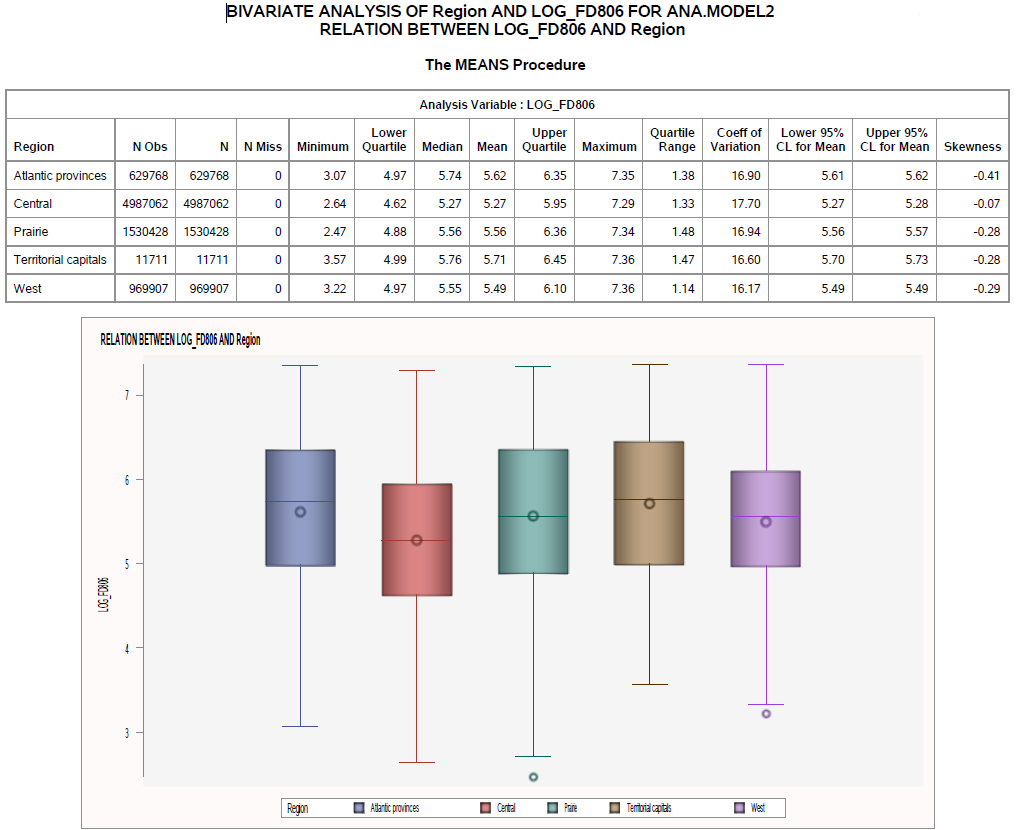 BIVARIATE ANALYSIS OF Region AND LOG_FD806 FOR ANA.MODEL2
RELATION BETWEEN LOG_FD806 AND Region
The MEANS Procedure
Analysis Variable : LOG_FD806
Region N Obs N N Miss Minimum Lower Quartile Median Mean Upper Quartile Maximum Quartile Range Coeff of Variation Lower 95% CL for Mean Upper 95% CL for Mean Skewness
Atlantic provinces 629768 629768 0 3.07 4.97 5.74 5.62 6.35 7.35 1.38 16.90 5.61 5.62 -0.41
Central 4987062 4987062 0 2.64 4.62 5.27 5.27 5.95 7.29 1.33 17.70 5.27 5.28 -0.07
Prairie 1530428 1530428 0 2.47 4.88 5.56 5.56 6.36 7.34 1.48 16.94 5.56 5.57 -0.28
Territorial capitals 11711 11711 0 3.57 4.99 5.76 5.71 6.45 7.36 1.47 16.60 5.70 5.73 -0.28
West 969907 969907 0 3.22 4.97 5.55 5.49 6.10 7.36 1.14 16.17 5.49 5.49 -0.29
RELATION BETWEEN LOG_FD806 AND Region
7
6
5
4
3
LOG_FD806
Region Atlantic provinces Central Prairie Territorial capitals West